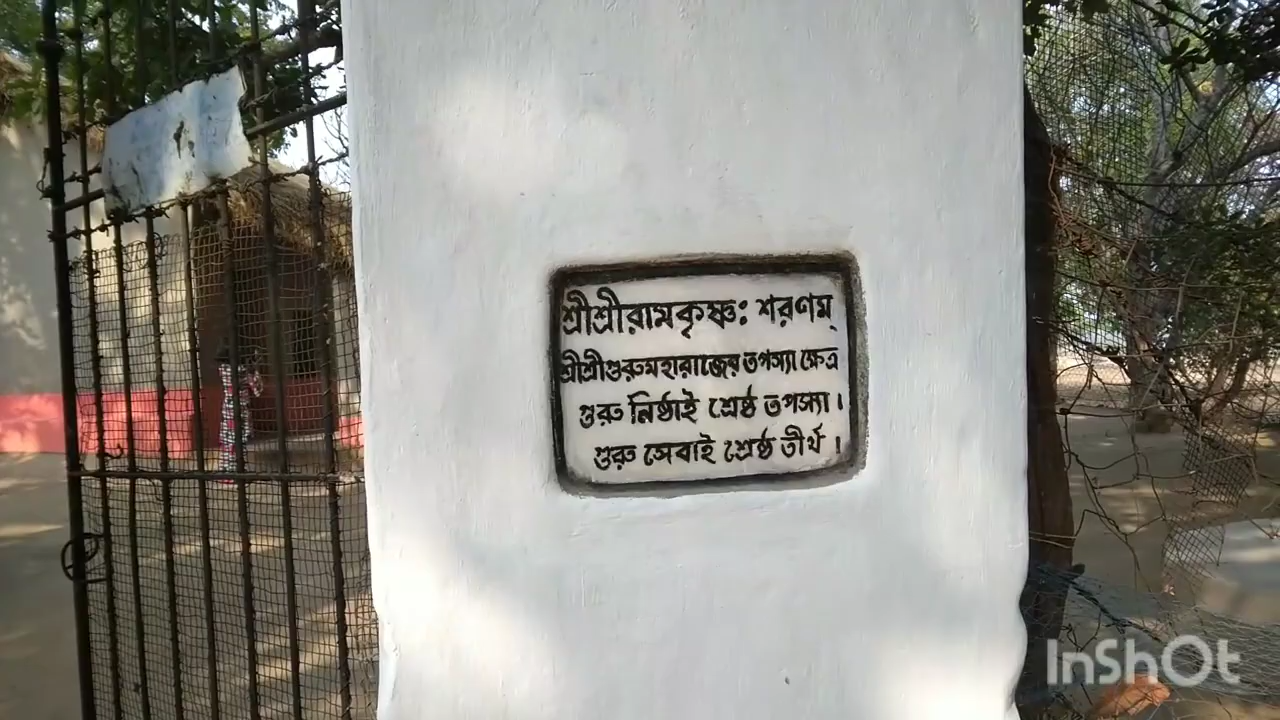 শ্রীশ্রীরামকৃষ্ণঃ শরণম্
শ্রীশ্রীগুরুমহারাজের তপস্যা ক্ষেত্র
গুরু নিষ্ঠাই শ্রেষ্ঠ তপস্যা।
গুরু সেবাই শ্রেষ্ঠ তীর্থ।
InShOt